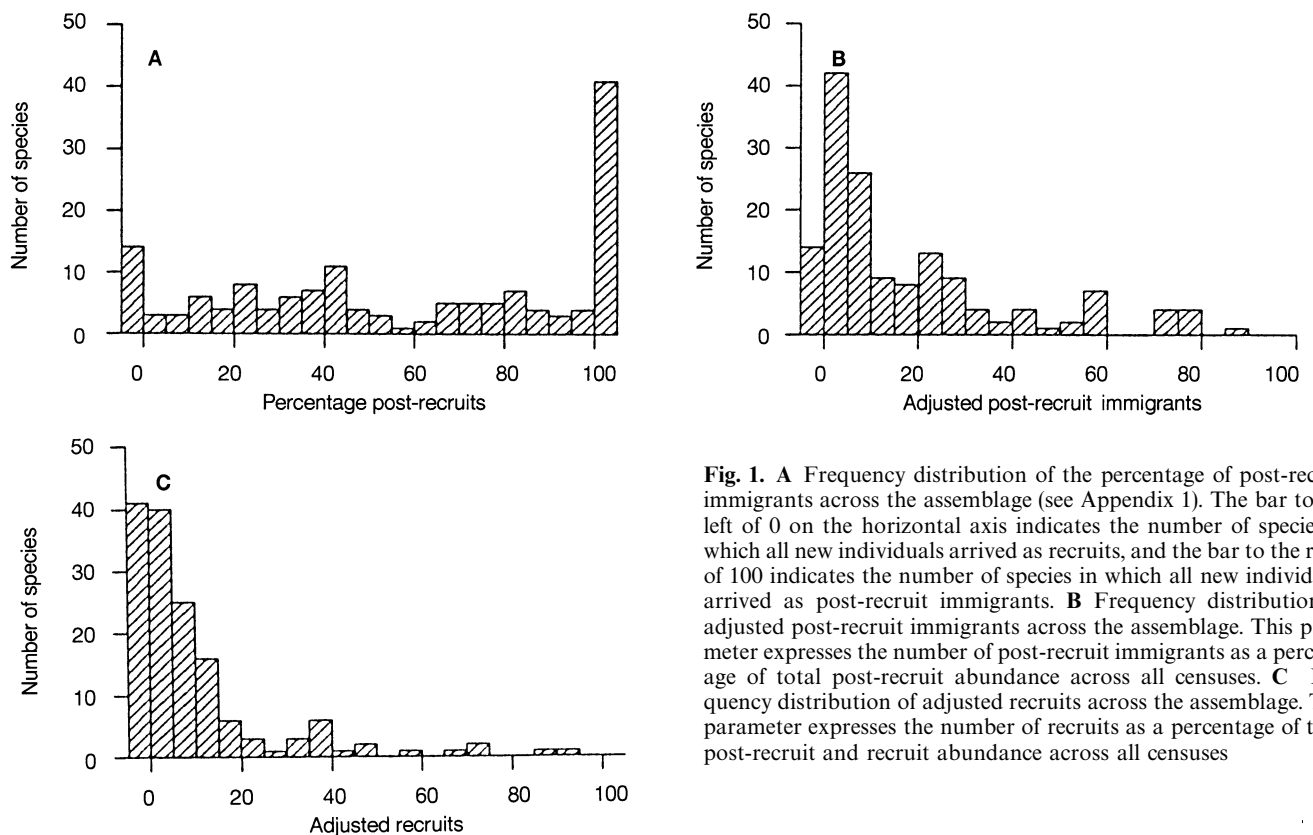 50
40
30
20
10
0
Number of species
A
0 20 40 60 80 100
Percentage post-recruits
50
40
30
20
10
0
Number of species
B
0 20 40 60 80 100
Adjusted post-recruit immigrants
50
40
30
20
10
0
Number of species
C
0 20 40 60 80 100
Adjusted recruits
Fig. 1. A Frequency distribution of the percentage of post-rec
immigrants across the assemblage (see Appendix 1). The bar to
left of 0 on the horizontal axis indicates the number of specie
which all new individuals arrived as recruits, and the bar to the r
of 100 indicates the number of species in which all new individ
arrived as post-recruit immigrants. B Frequency distribution
adjusted post-recruit immigrants across the assemblage. This p
meter expresses the number of post-recruit immigrants as a perc
age of total post-recruit abundance across all censuses. C
quency distribution of adjusted recruits across the assemblage.
parameter expresses the number of recruits as a percentage of t
post-recruit and recruit abundance across all censuses